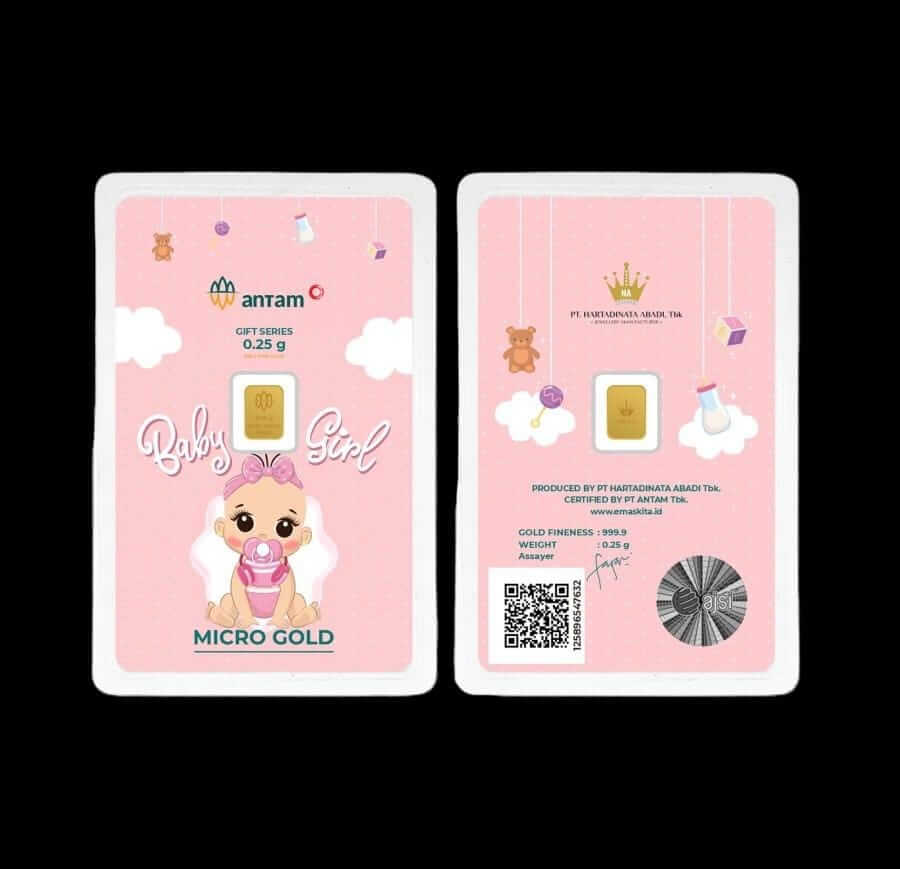 antam
GIFT SERIES
0.25 g
Baby Girl
MICRO GOLD
HA
PT. HARTADINATA ABADI, Tbk
• JEWELLERY MANUFACTURER •
PRODUCED BY PT HARTADINATA ABADI Tbk.
CERTIFIED BY PT ANTAM Tbk.
www.emaskita.id
GOLD FINENESS : 999.9
WEIGHT : 0.25 g
Assayer
125896547632
ajsi